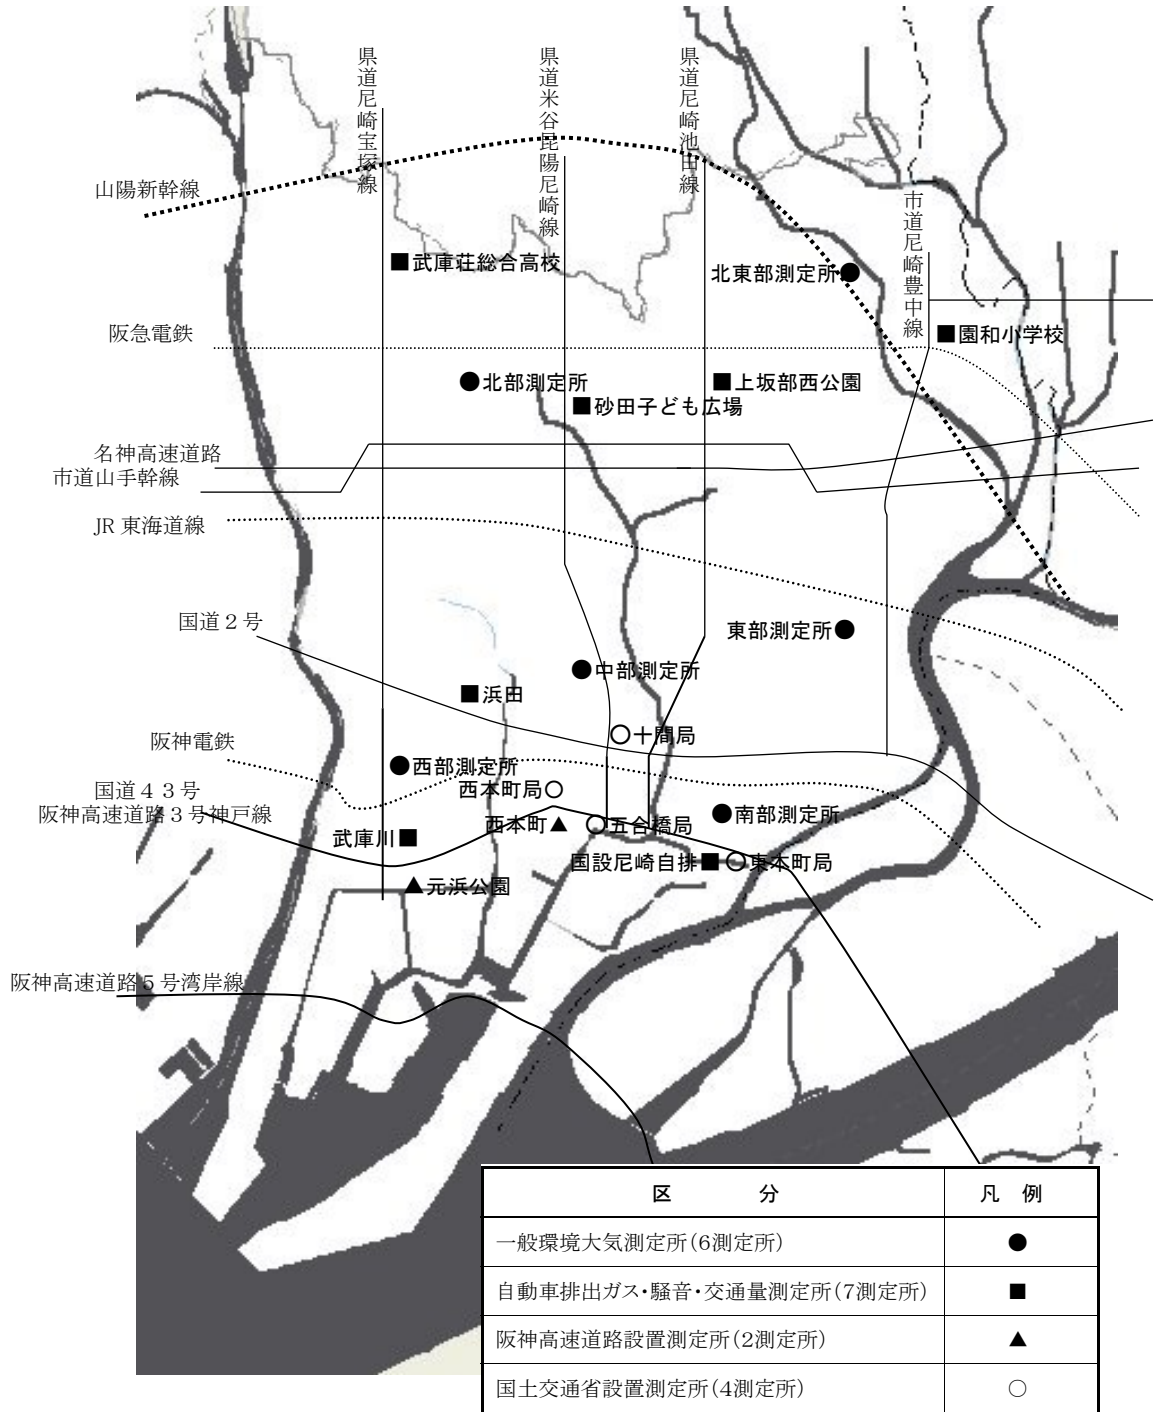 県道尼崎宝塚線
県道米谷昆陽尼崎線
県道尼崎池田線
山陽新幹線
市道尼崎豊中線
武庫荘総合高校
北東部測定所
阪急電鉄
園和小学校
北部測定所
上坂部西公園
砂田子ども広場
名神高速道路
市道山手幹線
JR東海道線
国道2号
東部測定所
中部測定所
浜田
十間局
阪神電鉄
西部測定所
西本町局
国道43号
阪神高速道路3号神戸線
西本町
五合橋局
南部測定所
武庫川
国設尼崎自排
東本町局
元浜公園
阪神高速道路5号湾岸線
区 分 凡 例
一般環境大気測定所(6測定所) ●
自動車排出ガス・騒音・交通量測定所(7測定所) ■
阪神高速道路設置測定所(2測定所) ▲
国土交通省設置測定所(4測定所) ○